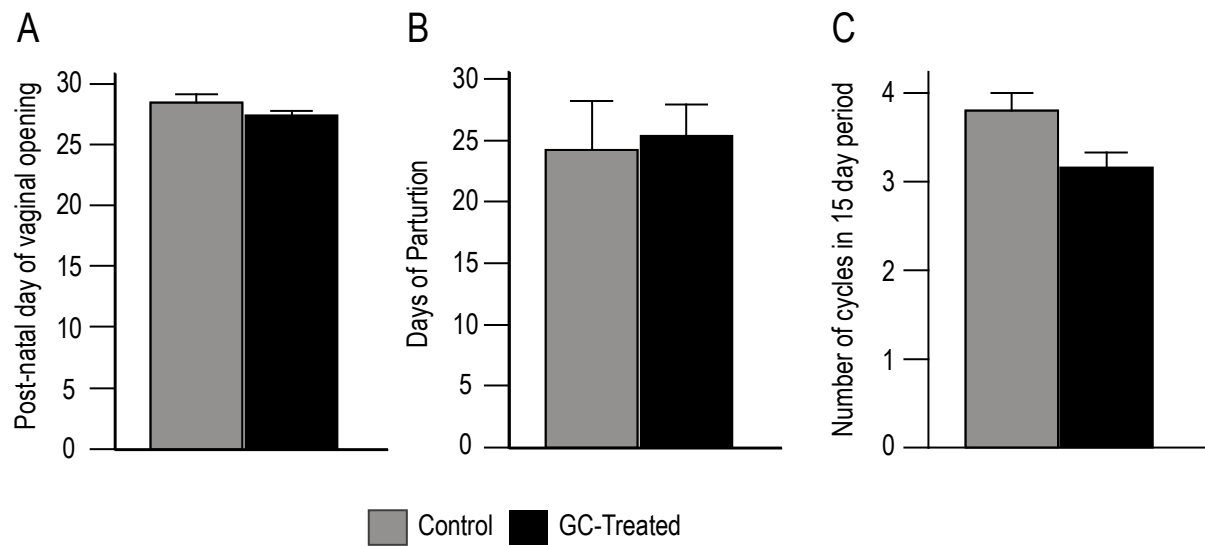 A
Post-natal day of vaginal opening
30
25
20
15
10
5
0
B
Days of Parturtion
30
25
20
15
10
5
0
C
Number of cycles in 15 day period
4
3
2
1
0
Control
GC-Treated